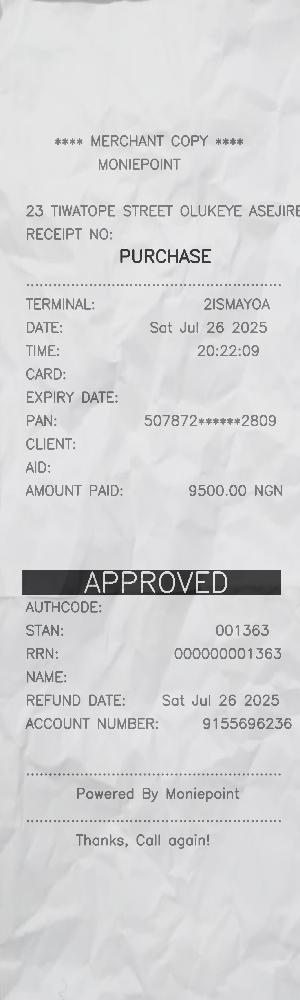 **** MERCHANT COPY ****
MONIEPOINT
23 TIWATOPE STREET OLUKEYE ASEJIRE
RECEIPT NO:
PURCHASE
TERMINAL: 2ISMAYOA
DATE: Sat Jul 26 2025
TIME: 20:22:09
CARD:
EXPIRY DATE:
PAN: 507872******2809
CLIENT:
AID:
AMOUNT PAID: 9500.00 NGN
APPROVED
AUTHCODE:
STAN: 001363
RRN: 000000001363
NAME:
REFUND DATE: Sat Jul 26 2025
ACCOUNT NUMBER: 9155696236
Powered By Moniepoint
Thanks, Call again!